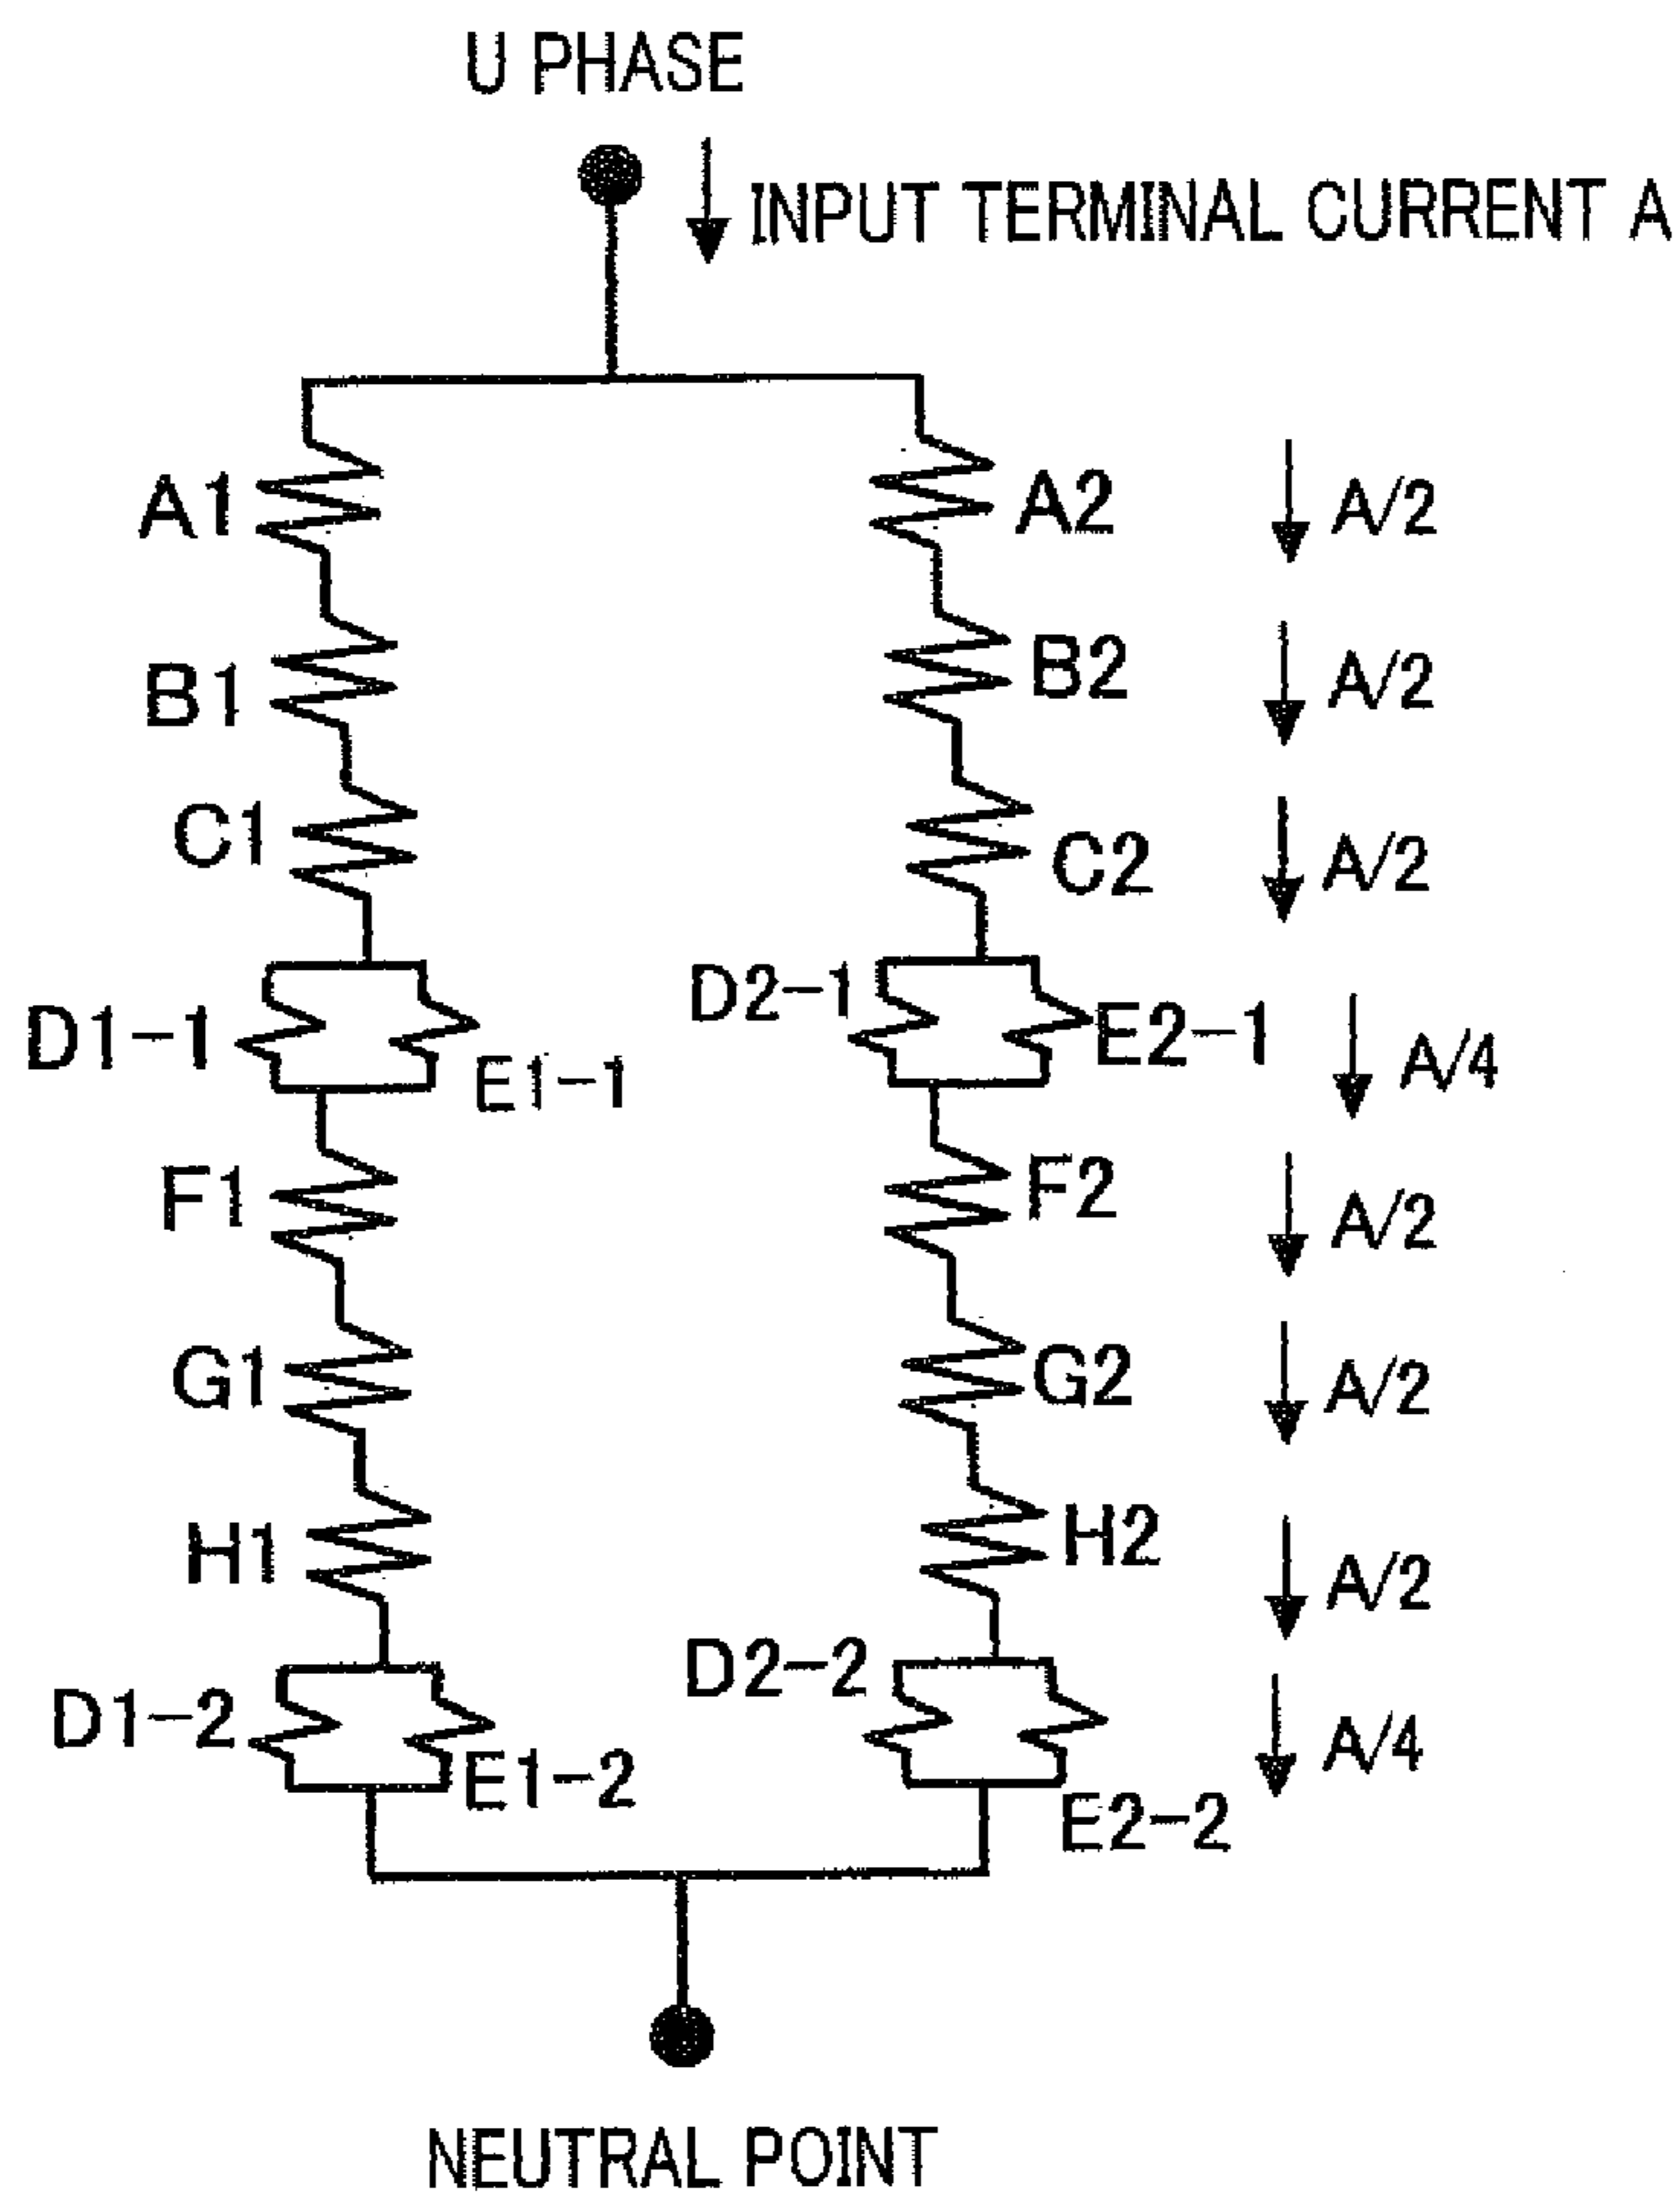 U PHASE
INPUT TERMINAL CURRENT A
A1
A2
A/2
B1
B2
A/2
C1
C2
A/2
D1-1
E1-1
D2-1
E2-1
A/4
F1
F2
A/2
G1
G2
A/2
H1
H2
A/2
D1-2
E1-2
D2-2
E2-2
A/4
NEUTRAL POINT